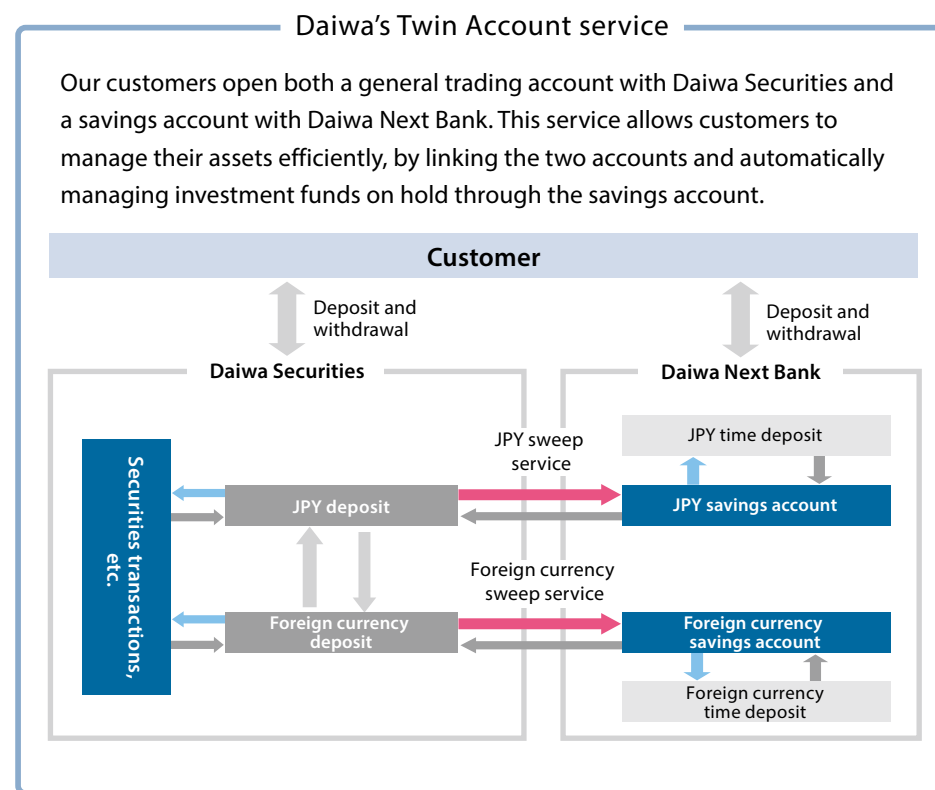 Daiwa's Twin Account service
Our customers open both a general trading account with Daiwa Securities and
a savings account with Daiwa Next Bank. This service allows customers to
manage their assets efficiently, by linking the two accounts and automatically
managing investment funds on hold through the savings account.
Customer
Deposit and
withdrawal
Deposit and
withdrawal
Daiwa Securities
Daiwa Next Bank
Securities transactions,
etc.
JPY deposit
Foreign currency
deposit
JPY sweep
service
Foreign currency
sweep service
JPY time deposit
JPY savings account
Foreign currency
savings account
Foreign currency
time deposit